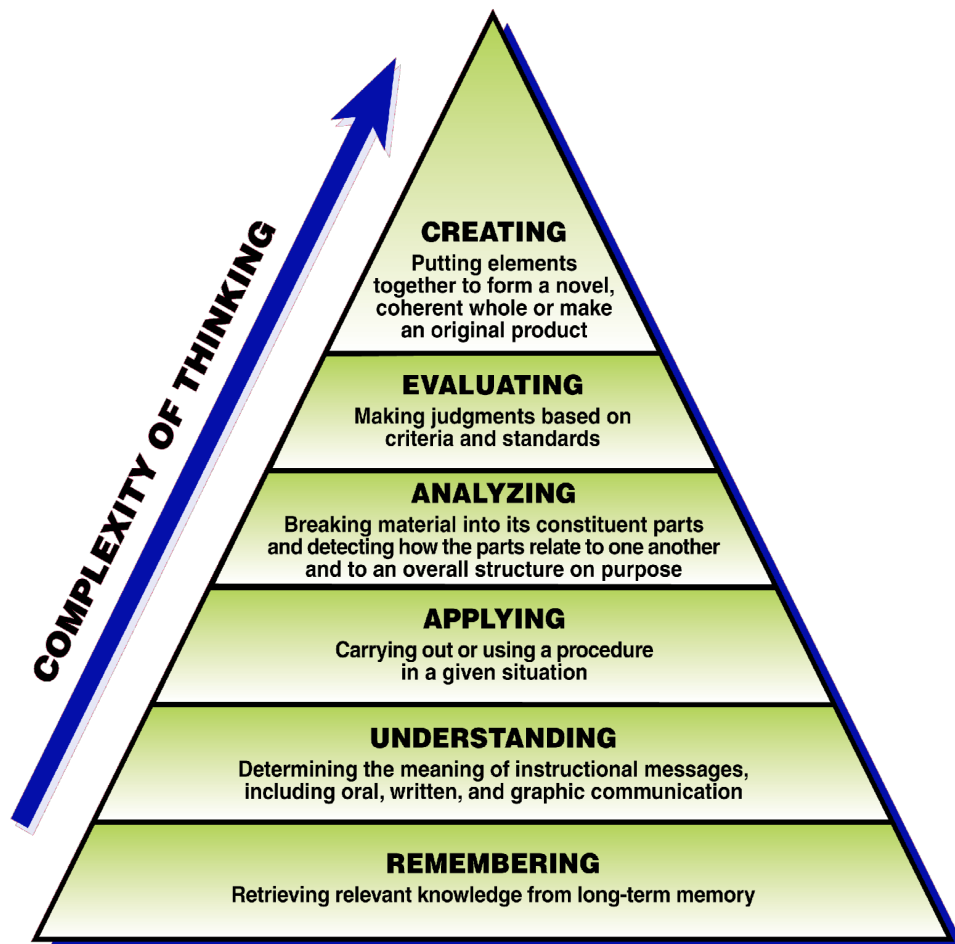 COMPLEXITY OF THINKING
CREATING
Putting elements
together to form a novel,
coherent whole or make
an original product
EVALUATING
Making judgments based on
criteria and standards
ANALYZING
Breaking material into its constituent parts
and detecting how the parts relate to one another
and to an overall structure on purpose
APPLYING
Carrying out or using a procedure
in a given situation
UNDERSTANDING
Determining the meaning of instructional messages,
including oral, written, and graphic communication
REMEMBERING
Retrieving relevant knowledge from long-term memory